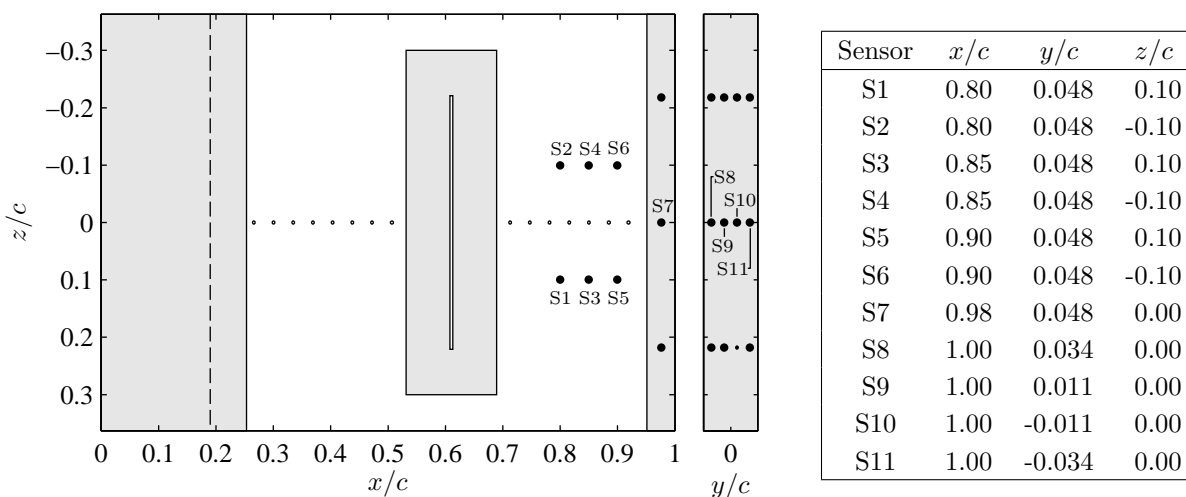 −0.3
−0.2
−0.1
0
0.1
0.2
0.3
z/c
S2 S4 S6
S7
S1 S3 S5
0 0.1 0.2 0.3 0.4 0.5 0.6 0.7 0.8 0.9 1
x/c
S8
S10
S9
S11
0
y/c
Sensor x/c y/c z/c
S1 0.80 0.048 0.10
S2 0.80 0.048 -0.10
S3 0.85 0.048 0.10
S4 0.85 0.048 -0.10
S5 0.90 0.048 0.10
S6 0.90 0.048 -0.10
S7 0.98 0.048 0.00
S8 1.00 0.034 0.00
S9 1.00 0.011 0.00
S10 1.00 -0.011 0.00
S11 1.00 -0.034 0.00